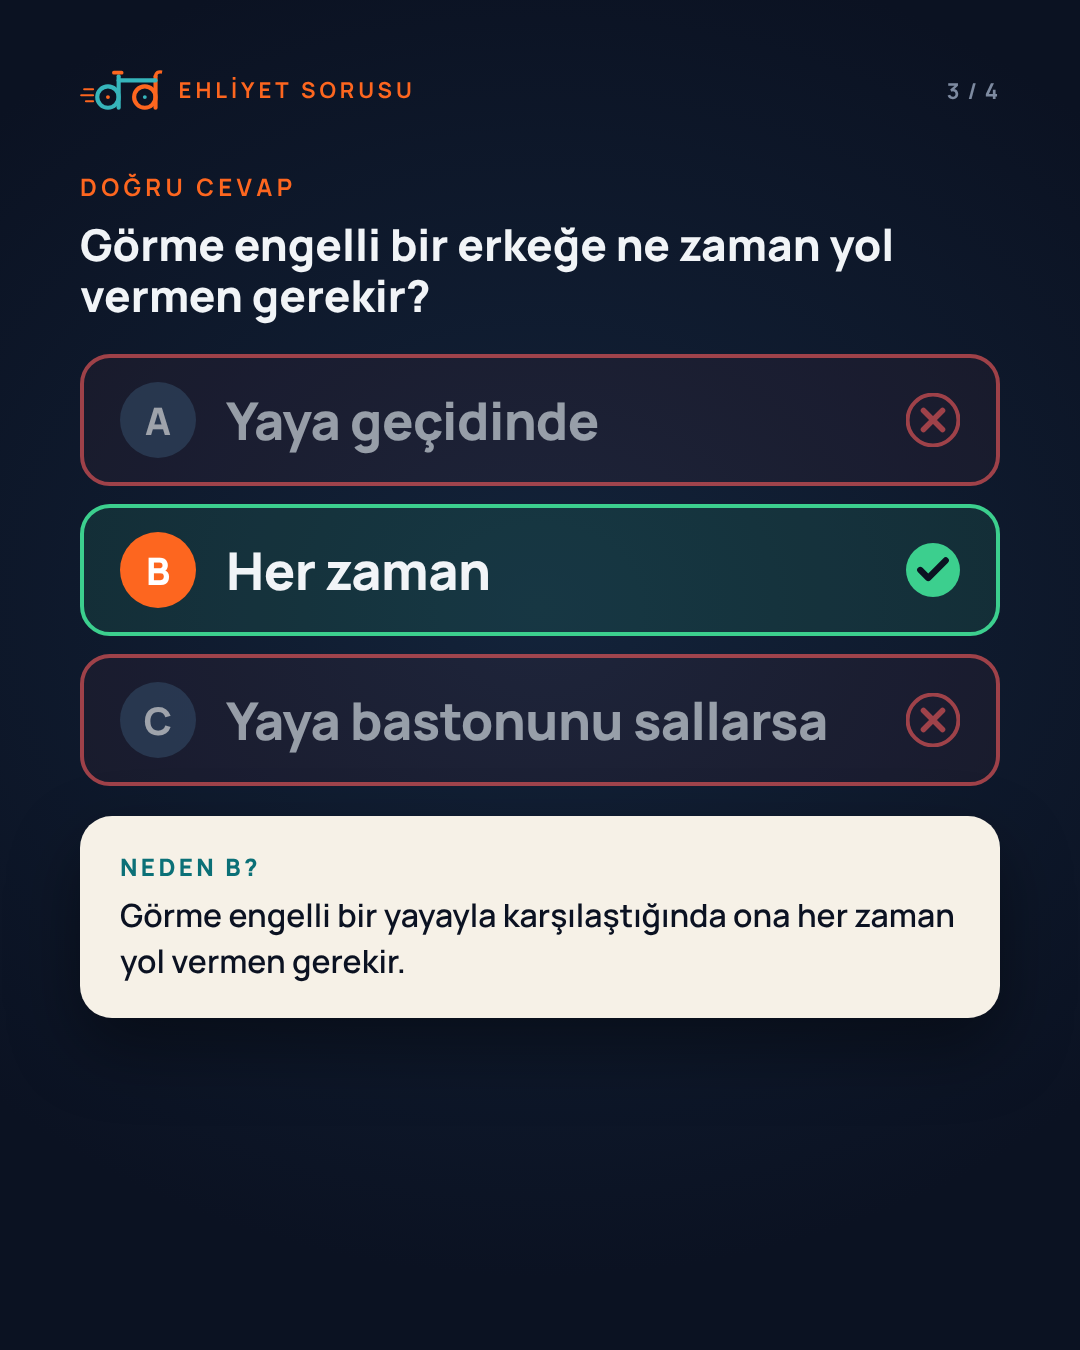 EHLİYET SORUSU
3 / 4
DOĞRU CEVAP
Görme engelli bir erkeğe ne zaman yol
vermen gerekir?
A Yaya geçidinde
B Her zaman
C Yaya bastonunu sallarsa
NEDEN B?
Görme engelli bir yayayla karşılaştığında ona her zaman
yol vermen gerekir.